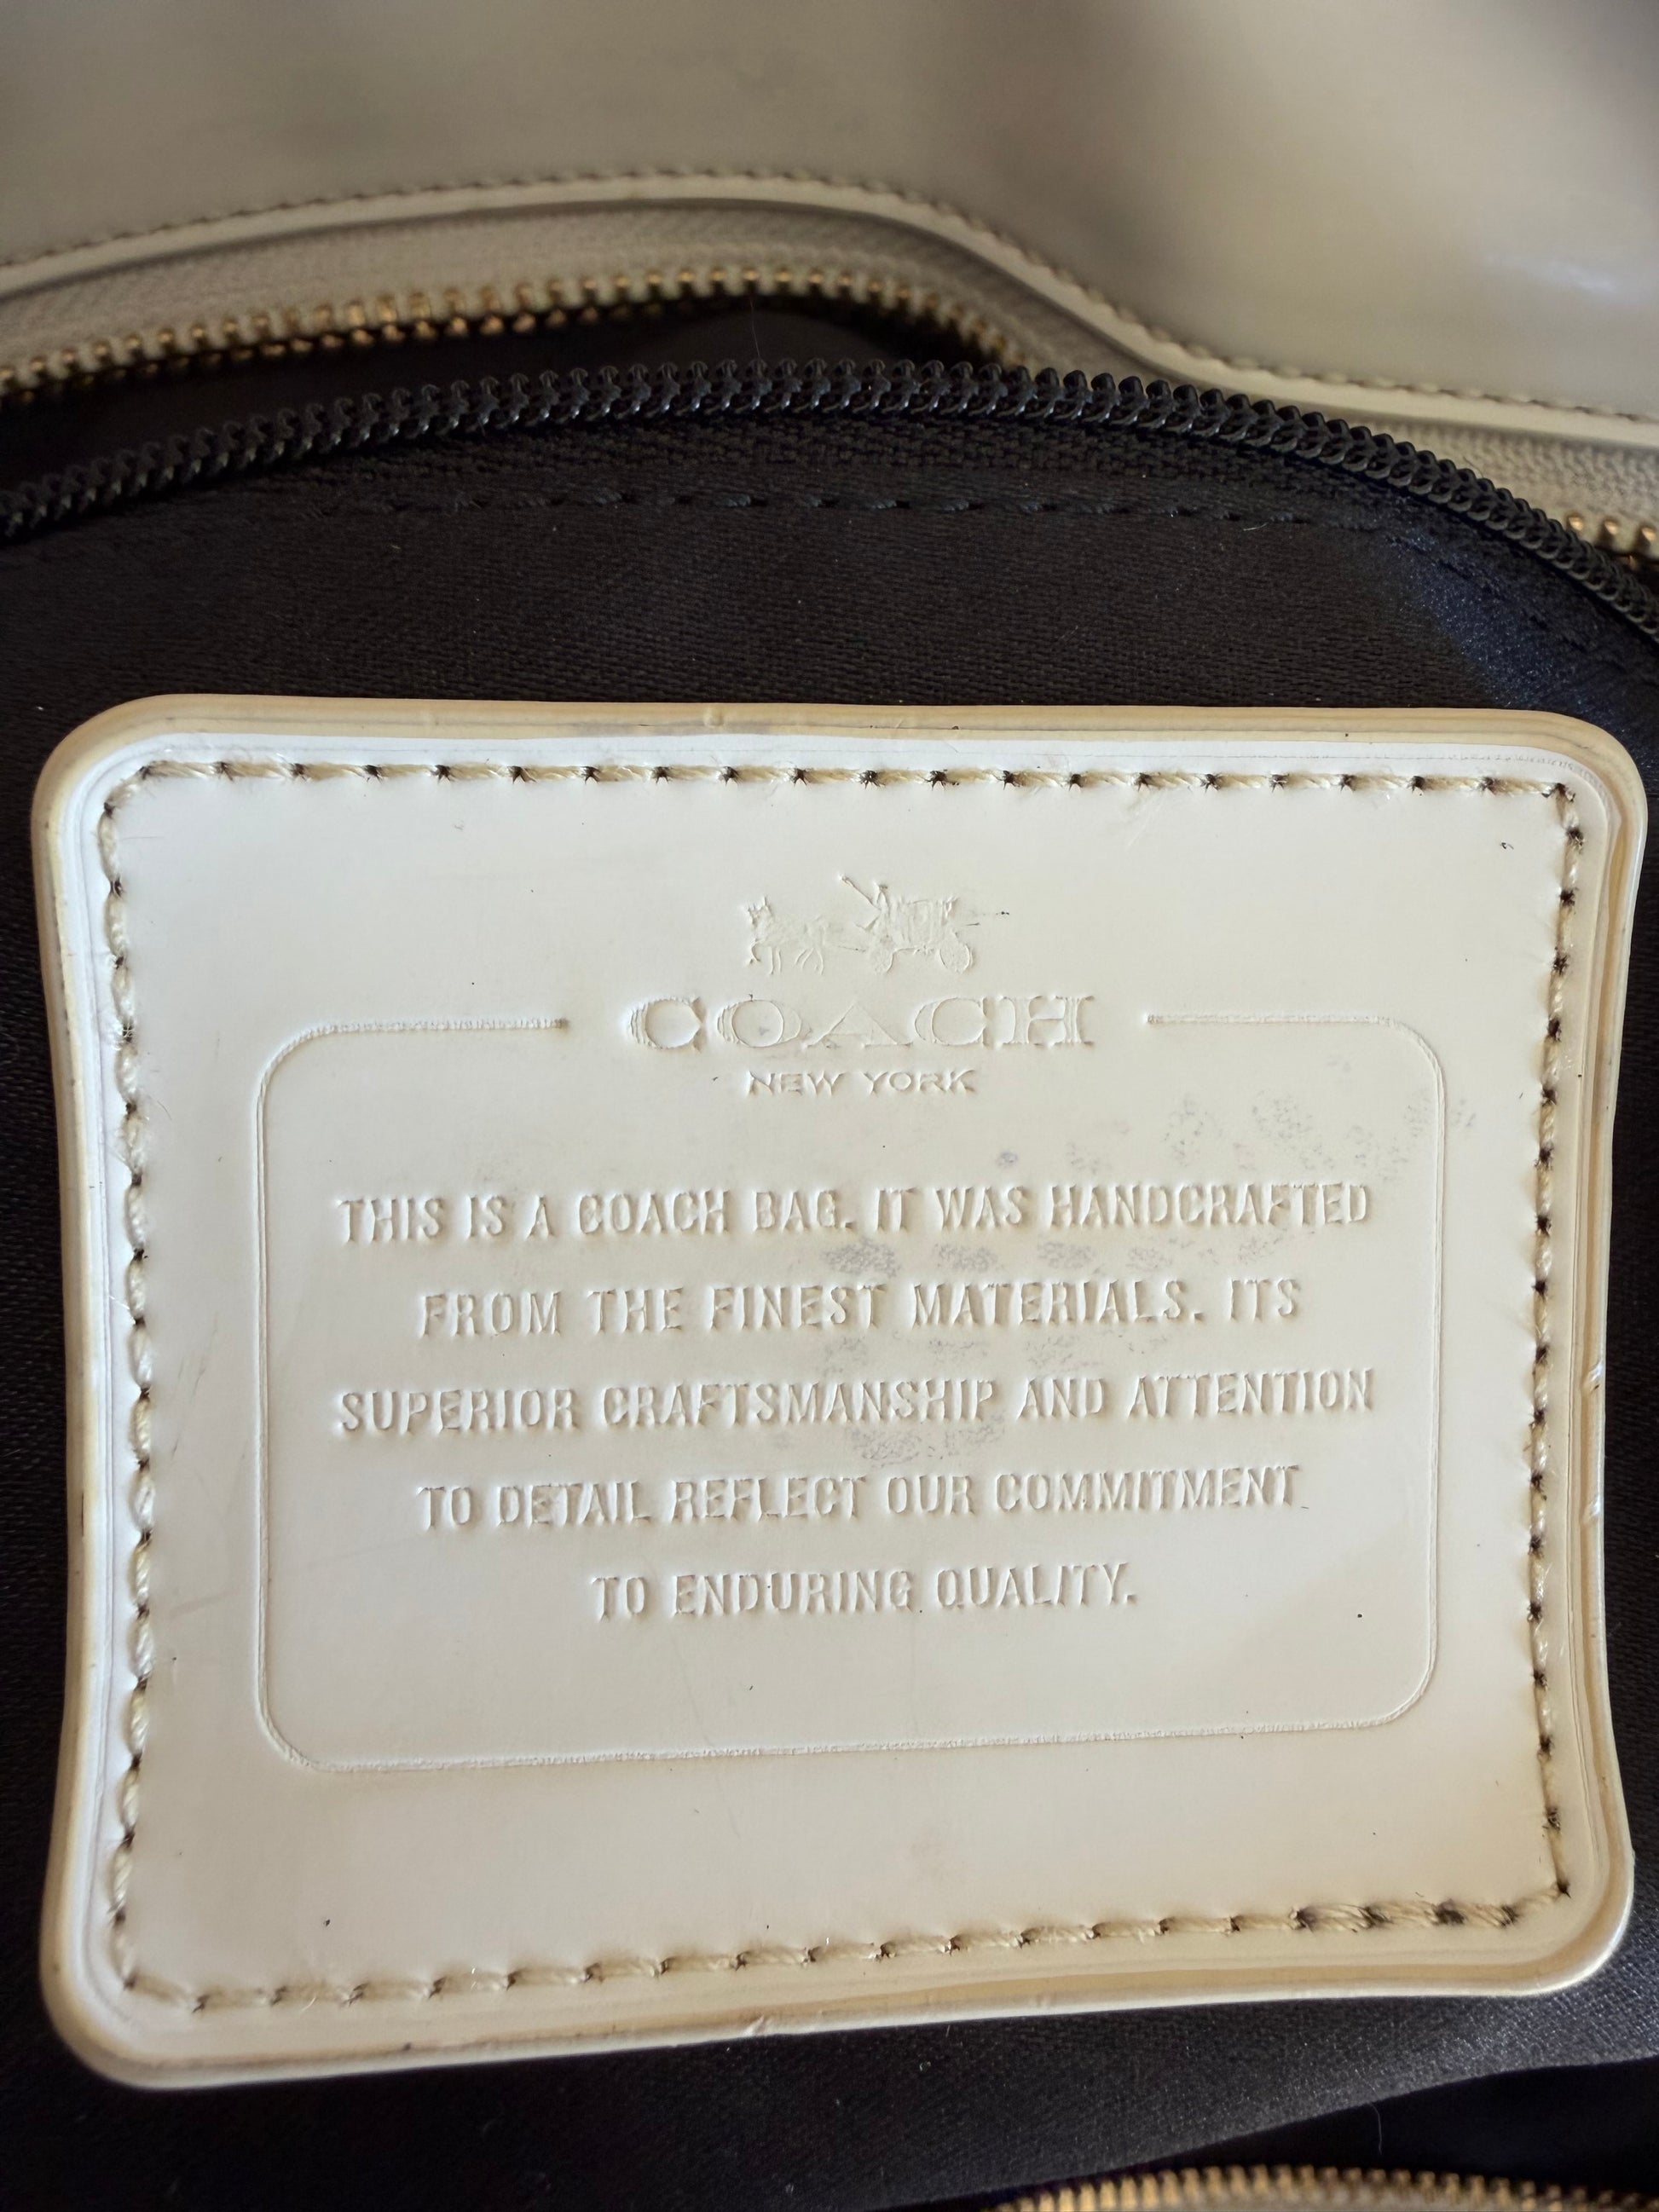 COACH
NEW YORK
THIS IS A COACH BAG. IT WAS HANDCRAFTED
FROM THE FINEST MATERIALS. ITS
SUPERIOR CRAFTSMANSHIP AND ATTENTION
TO DETAIL REFLECT OUR COMMITMENT
TO ENDURING QUALITY.